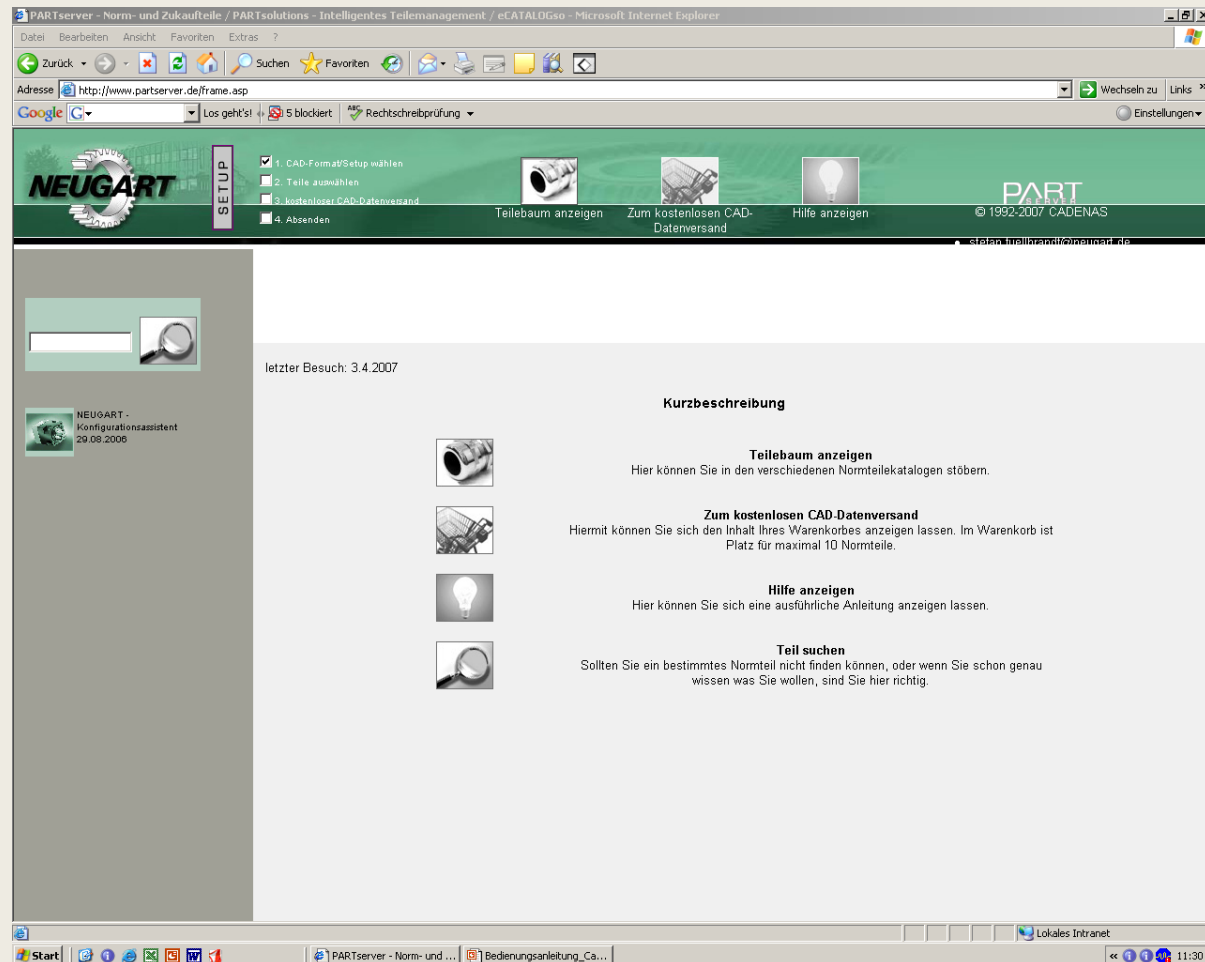 PARTserver - Norm- und Zukaufteile / PARTsolutions - Intelligentes Teilemanagement / eCATALOGso - Microsoft Internet Explorer
Datei Bearbeiten Ansicht Favoriten Extras ?
Zurück Suchen Favoriten
Adresse http://www.partserver.de/frame.asp Wechseln zu Links »
Google G Los geht's! 5 blockiert ABC Rechtschreibprüfung Einstellungen
NEUGART
SETUP
1. CAD-Format/Setup wählen
2. Teile auswählen
3. kostenloser CAD-Datenversand
4. Absenden
Teilebaum anzeigen
Zum kostenlosen CAD-
Datenversand
Hilfe anzeigen
PART
SERVER
© 1992-2007 CADENAS
stefan.tuellbrandt@neugart.de
NEUGART -
Konfigurationsassistent
29.08.2006
letzter Besuch: 3.4.2007
Kurzbeschreibung
Teilebaum anzeigen
Hier können Sie in den verschiedenen Normteilekatalogen stöbern.
Zum kostenlosen CAD-Datenversand
Hiermit können Sie sich den Inhalt Ihres Warenkorbes anzeigen lassen. Im Warenkorb ist
Platz für maximal 10 Normteile.
Hilfe anzeigen
Hier können Sie sich eine ausführliche Anleitung anzeigen lassen.
Teil suchen
Sollten Sie ein bestimmtes Normteil nicht finden können, oder wenn Sie schon genau
wissen was Sie wollen, sind Sie hier richtig.
Lokales Intranet
Start PARTserver - Norm- und ... Bedienungsanleitung_Ca... « 11:30